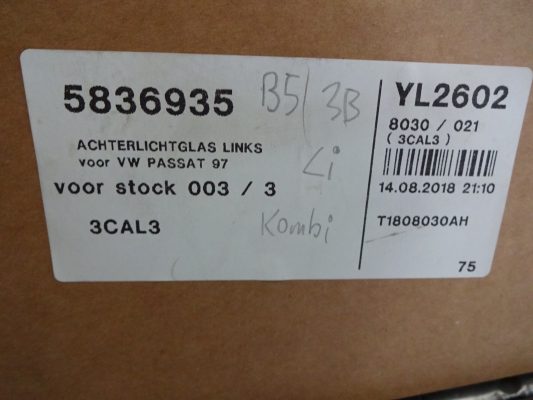 5836935
B5/3B
ACHTERLICHTGLAS LINKS
voor VW PASSAT 97
Li
voor stock 003 / 3
3CAL3
Kombi
YL2602
8030 / 021
( 3CAL3 )
14.08.2018 21:10
T1808030AH
75